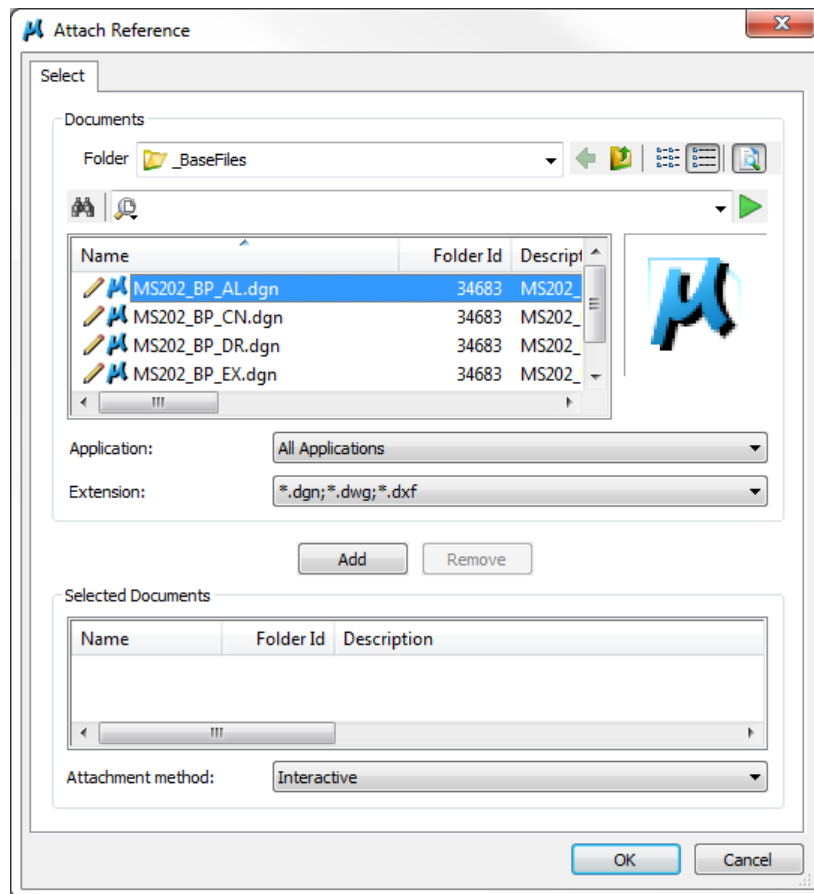 Attach Reference
Select
Documents
Folder _BaseFiles
Name Folder Id Descript
MS202_BP_AL.dgn 34683 MS202_
MS202_BP_CN.dgn 34683 MS202_
MS202_BP_DR.dgn 34683 MS202_
MS202_BP_EX.dgn 34683 MS202_
Application: All Applications
Extension: *.dgn;*.dwg;*.dxf
Add Remove
Selected Documents
Name Folder Id Description
Attachment method: Interactive
OK Cancel